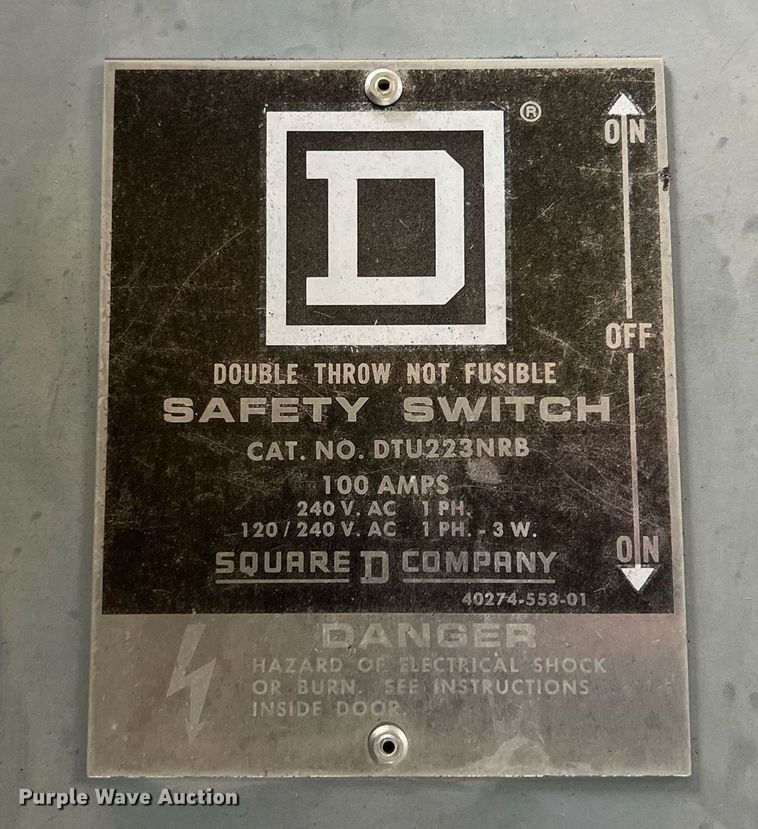 D
®
ON
OFF
DOUBLE THROW NOT FUSIBLE
SAFETY SWITCH
CAT. NO. DTU223NRB
100 AMPS
240 V. AC 1 PH.
120/240 V. AC 1 PH. - 3 W.
ON
SQUARE D COMPANY
40274-553-01
DANGER
HAZARD OF ELECTRICAL SHOCK
OR BURN. SEE INSTRUCTIONS
INSIDE DOOR.
Purple Wave Auction